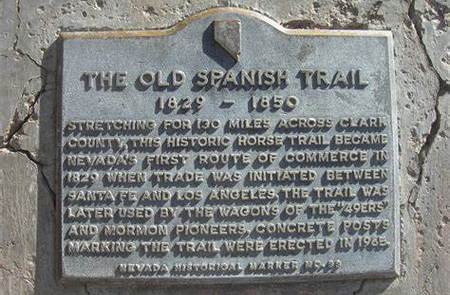 THE OLD SPANISH TRAIL
1829 - 1850
STRETCHING FOR 130 MILES ACROSS CLARK
COUNTY, THIS HISTORIC HORSE TRAIL BECAME
NEVADA'S FIRST ROUTE OF COMMERCE IN
1829 WHEN TRADE WAS INITIATED BETWEEN
SANTA FE AND LOS ANGELES. THE TRAIL WAS
LATER USED BY THE WAGONS OF THE "49ERS"
AND MORMON PIONEERS. CONCRETE POSTS
MARKING THE TRAIL WERE ERECTED IN 1965.
NEVADA HISTORICAL MARKER NO.